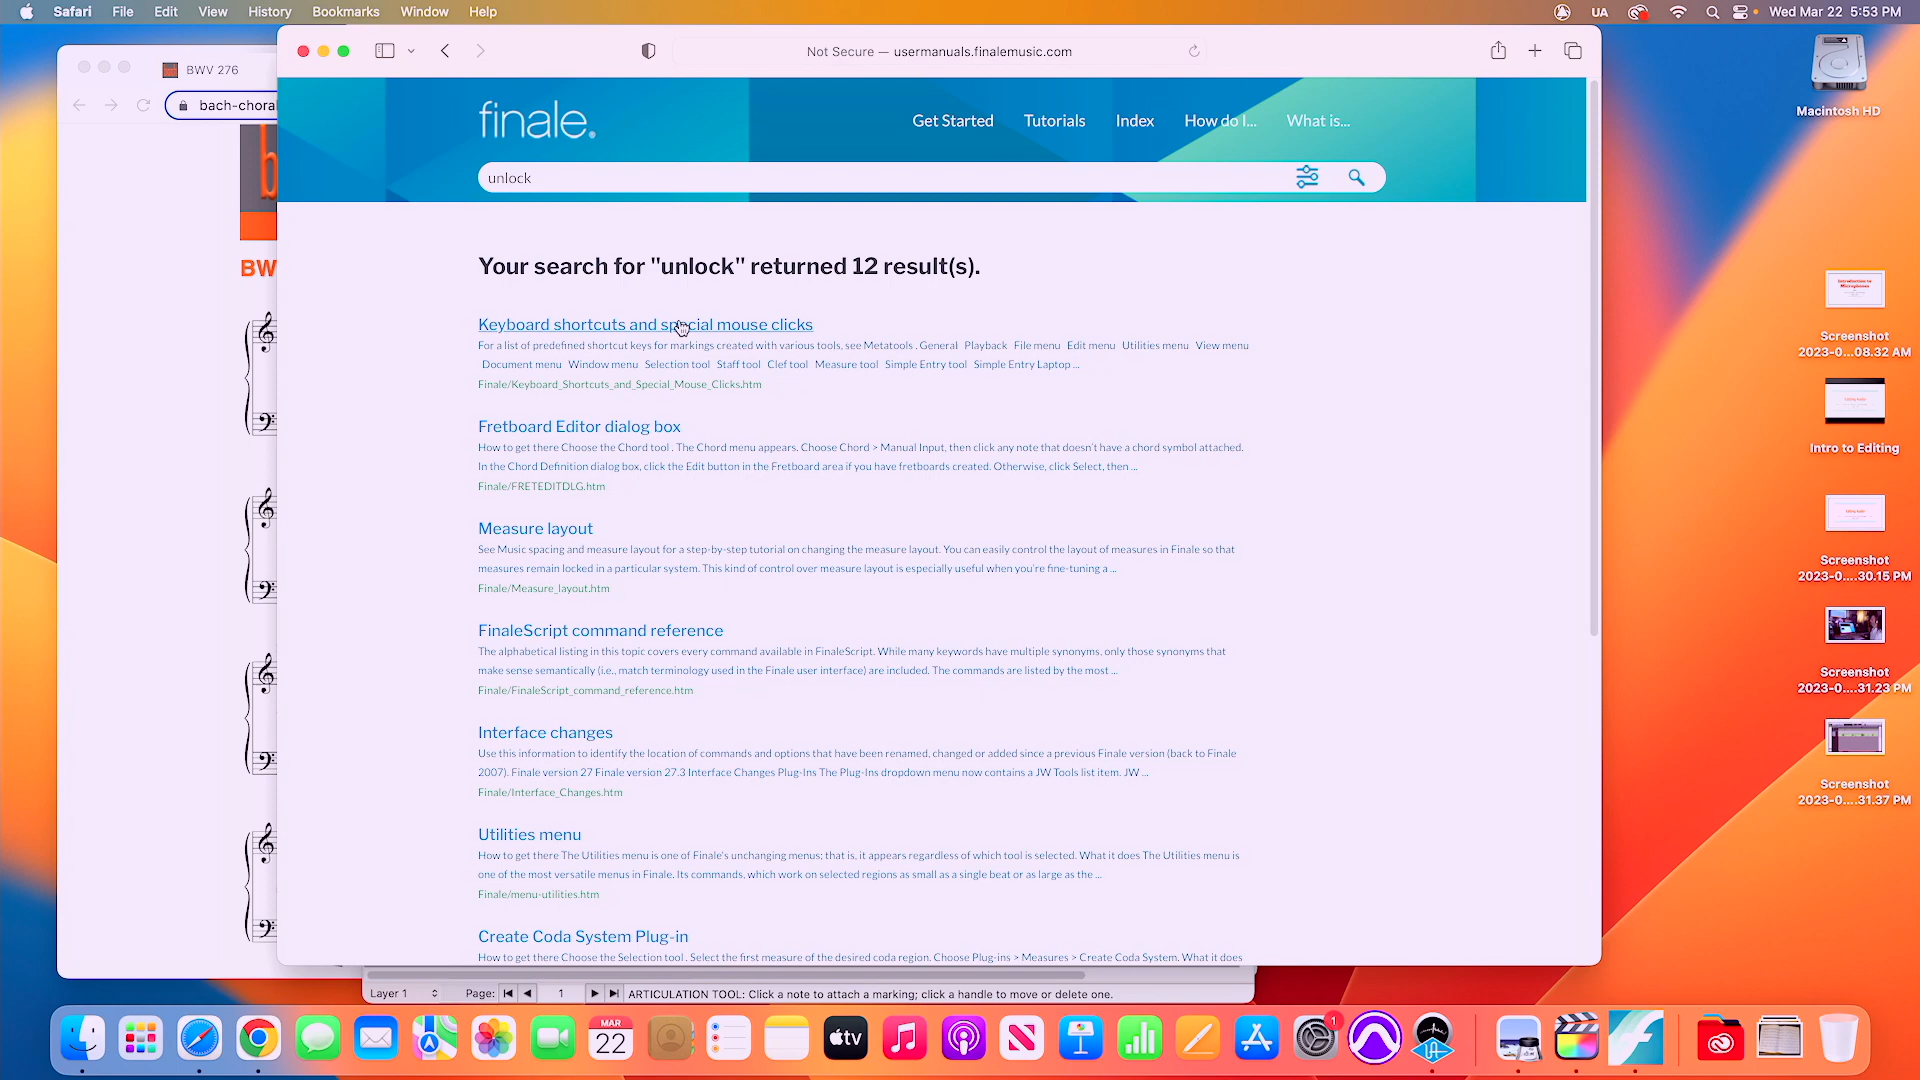 Safari File Edit View History Bookmarks Window Help
UA
Wed Mar 22 5:53 PM
BWV 276
bach-choral
BW
Not Secure — usermanuals.finalemusic.com
finale.
Get Started Tutorials Index How do I... What is...
unlock
Your search for "unlock" returned 12 result(s).
Keyboard shortcuts and special mouse clicks
For a list of predefined shortcut keys for markings created with various tools, see Metatools . General Playback File menu Edit menu Utilities menu View menu
Document menu Window menu Selection tool Staff tool Clef tool Measure tool Simple Entry tool Simple Entry Laptop ...
Finale/Keyboard_Shortcuts_and_Special_Mouse_Clicks.htm
Fretboard Editor dialog box
How to get there Choose the Chord tool . The Chord menu appears. Choose Chord > Manual Input, then click any note that doesn't have a chord symbol attached.
In the Chord Definition dialog box, click the Edit button in the Fretboard area if you have fretboards created. Otherwise, click Select, then ...
Finale/FRETEDITDLG.htm
Measure layout
See Music spacing and measure layout for a step-by-step tutorial on changing the measure layout. You can easily control the layout of measures in Finale so that
measures remain locked in a particular system. This kind of control over measure layout is especially useful when you're fine-tuning a ...
Finale/Measure_layout.htm
FinaleScript command reference
The alphabetical listing in this topic covers every command available in FinaleScript. While many keywords have multiple synonyms, only those synonyms that
make sense semantically (i.e., match terminology used in the Finale user interface) are included. The commands are listed by the most ...
Finale/FinaleScript_command_reference.htm
Interface changes
Use this information to identify the location of commands and options that have been renamed, changed or added since a previous Finale version (back to Finale
2007). Finale version 27 Finale version 27.3 Interface Changes Plug-Ins The Plug-Ins dropdown menu now contains a JW Tools list item. JW ...
Finale/Interface_Changes.htm
Utilities menu
How to get there The Utilities menu is one of Finale's unchanging menus; that is, it appears regardless of which tool is selected. What it does The Utilities menu is
one of the most versatile menus in Finale. Its commands, which work on selected regions as small as a single beat or as large as the ...
Finale/menu-utilities.htm
Create Coda System Plug-in
How to get there Choose the Selection tool . Select the first measure of the desired coda region. Choose Plug-ins > Measures > Create Coda System. What it does
Layer 1 Page: 1 ARTICULATION TOOL: Click a note to attach a marking; click a handle to move or delete one.
Macintosh HD
Introduction to
Microphones
Screenshot
2023-0....08.32 AM
Intro to Editing
Screenshot
2023-0....30.15 PM
Screenshot
2023-0....31.23 PM
Screenshot
2023-0....31.37 PM
MAR
22
tv
1
UA